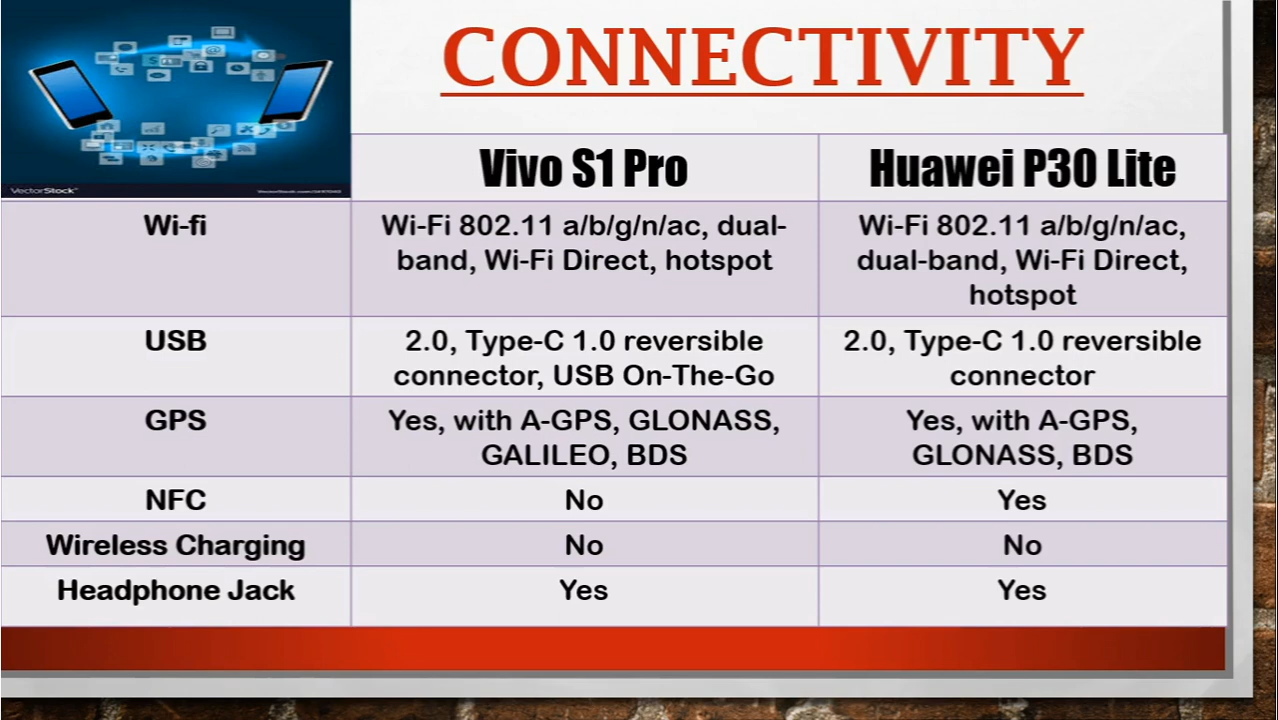 CONNECTIVITY
VectorStock
Vivo S1 Pro
Huawei P30 Lite
Wi-fi
Wi-Fi 802.11 a/b/g/n/ac, dual-
band, Wi-Fi Direct, hotspot
Wi-Fi 802.11 a/b/g/n/ac,
dual-band, Wi-Fi Direct,
hotspot
USB
2.0, Type-C 1.0 reversible
connector, USB On-The-Go
2.0, Type-C 1.0 reversible
connector
GPS
Yes, with A-GPS, GLONASS,
GALILEO, BDS
Yes, with A-GPS,
GLONASS, BDS
NFC
No
Yes
Wireless Charging
No
No
Headphone Jack
Yes
Yes